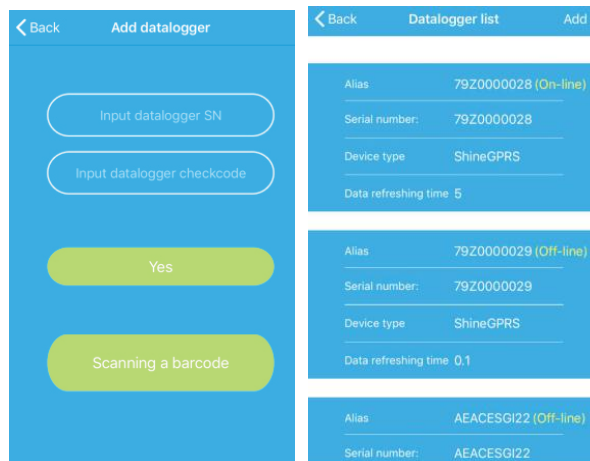 Back Add datalogger
Input datalogger SN
Input datalogger checkcode
Yes
Scanning a barcode
Back Datalogger list Add
Alias 79Z0000028 (On-line)
Serial number: 79Z0000028
Device type ShineGPRS
Data refreshing time 5
Alias 79Z0000029 (Off-line)
Serial number: 79Z0000029
Device type ShineGPRS
Data refreshing time 0.1
Alias AEACESGI22 (Off-line)
Serial number: AEACESGI22